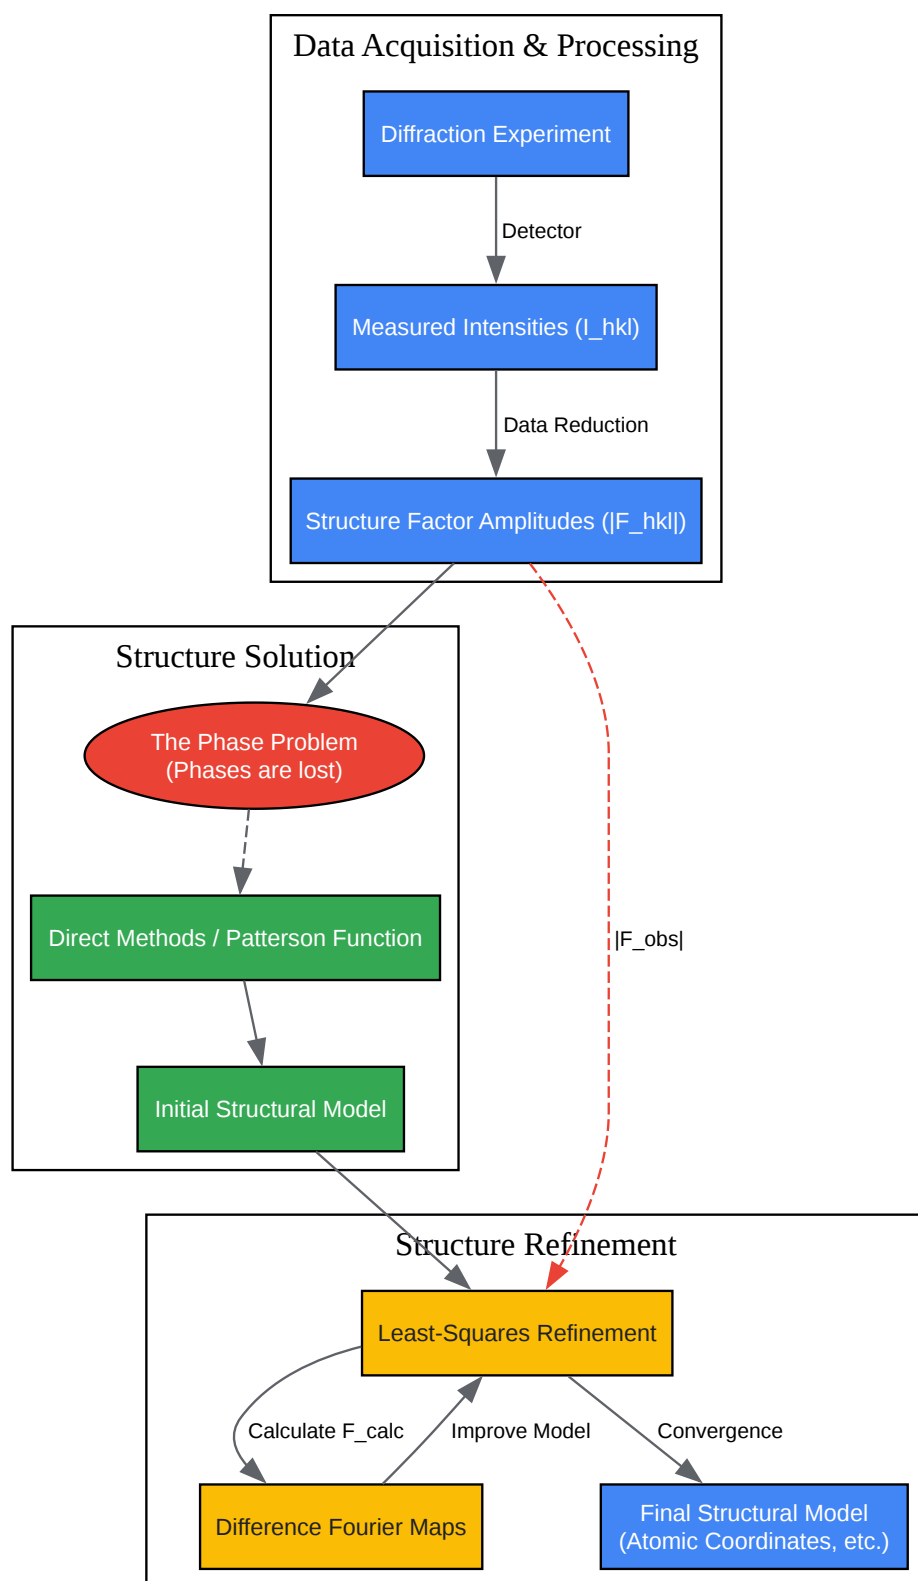 Data Acquisition & Processing
Diffraction Experiment
Detector
Measured Intensities (I_hkl)
Data Reduction
Structure Factor Amplitudes (|F_hkl|)
Structure Solution
The Phase Problem
(Phases are lost)
Direct Methods / Patterson Function
|F_obs|
Initial Structural Model
Structure Refinement
Least-Squares Refinement
Calculate F_calc
Improve Model
Convergence
Difference Fourier Maps
Final Structural Model
(Atomic Coordinates, etc.)